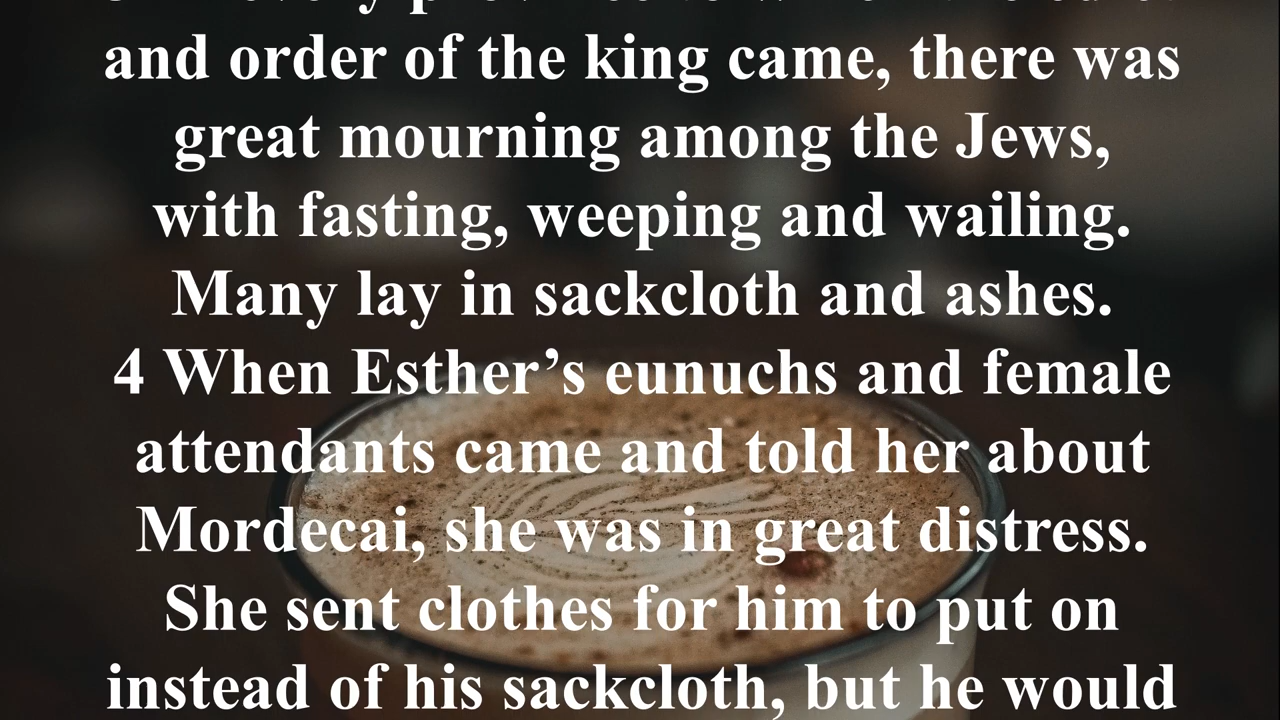 and order of the king came, there was
great mourning among the Jews,
with fasting, weeping and wailing.
Many lay in sackcloth and ashes.
4 When Esther’s eunuchs and female
attendants came and told her about
Mordecai, she was in great distress.
She sent clothes for him to put on
instead of his sackcloth, but he would